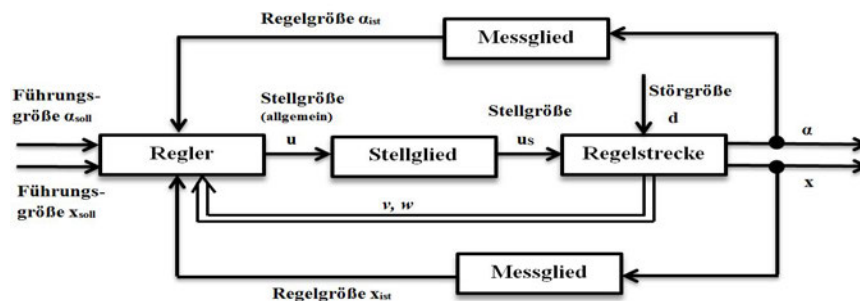 Regelgröße αist
Messglied
Führungs-
größe αsoll
Stellgröße
(allgemein)
Stellgröße
Störgröße
d
Regler
u
Stellglied
us
Regelstrecke
α
x
Führungs-
größe xsoll
v, w
Messglied
Regelgröße xist